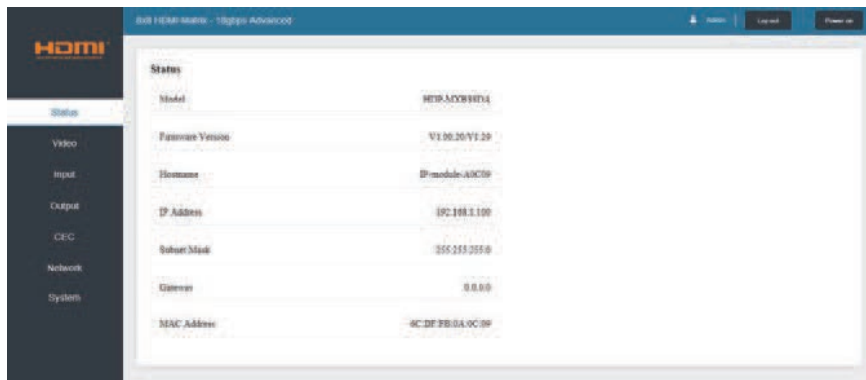 8x8 HDMI Matrix - 18gbps Advanced
Admin
Log out
Power on
HDMI
Status
Video
Input
Output
CEC
Network
System
Status
Model
Firmware Version
V1.00.20/V1.20
Hostname
IP-module-A0C09
IP Address
192.168.1.100
Subnet Mask
255.255.255.0
Gateway
0.0.0.0
MAC Address
6C:DF:FB:0A:0C:09